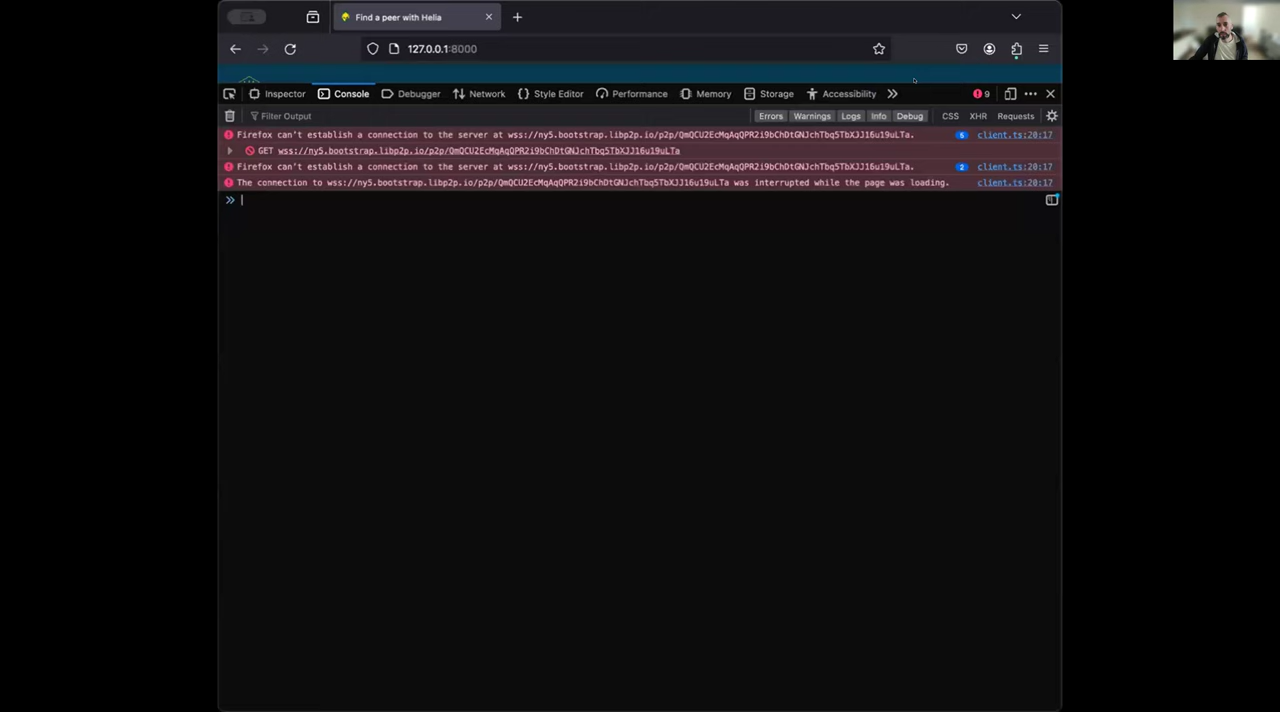 Find a peer with Helia
127.0.0.1:8000
Inspector Console Debugger Network Style Editor Performance Memory Storage Accessibility 9
Filter Output Errors Warnings Logs Info Debug CSS XHR Requests
Firefox can't establish a connection to the server at wss://ny5.bootstrap.libp2p.io/p2p/QmQCU2EcMqAqQPR2i9bChDtGNJchTbq5TbXJJ16u19uLTa. 5 client.ts:20:17
GET wss://ny5.bootstrap.libp2p.io/p2p/QmQCU2EcMqAqQPR2i9bChDtGNJchTbq5TbXJJ16u19uLTa
Firefox can't establish a connection to the server at wss://ny5.bootstrap.libp2p.io/p2p/QmQCU2EcMqAqQPR2i9bChDtGNJchTbq5TbXJJ16u19uLTa. 2 client.ts:20:17
The connection to wss://ny5.bootstrap.libp2p.io/p2p/QmQCU2EcMqAqQPR2i9bChDtGNJchTbq5TbXJJ16u19uLTa was interrupted while the page was loading. client.ts:20:17